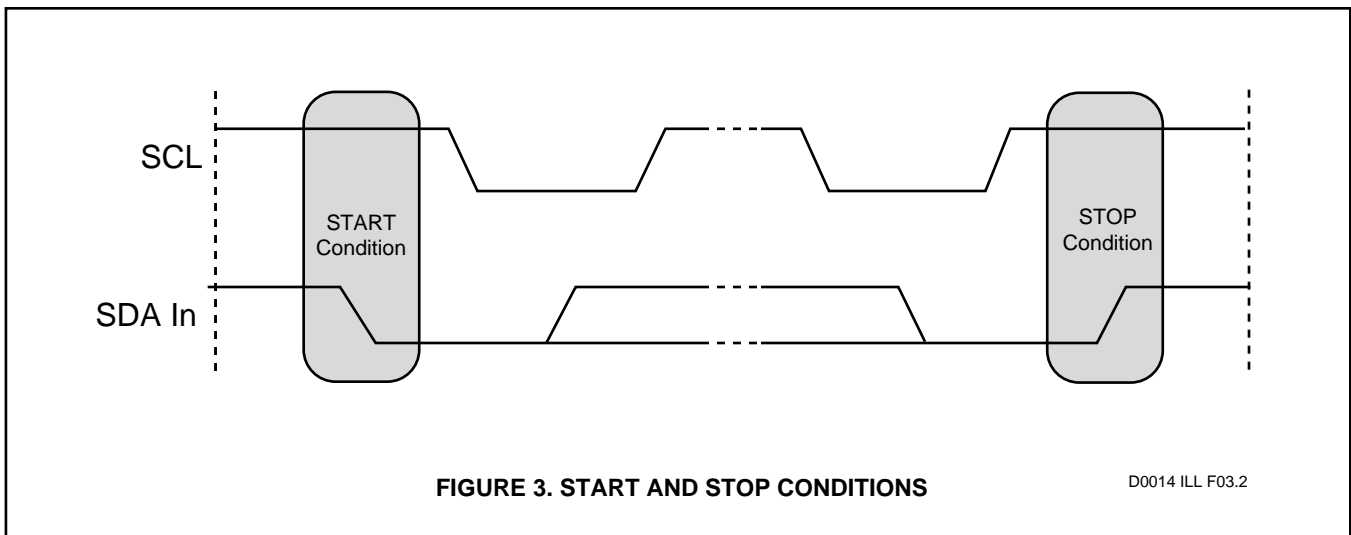 SCL
START
Condition
STOP
Condition
SDA In
FIGURE 3. START AND STOP CONDITIONS
D0014 ILL F03.2